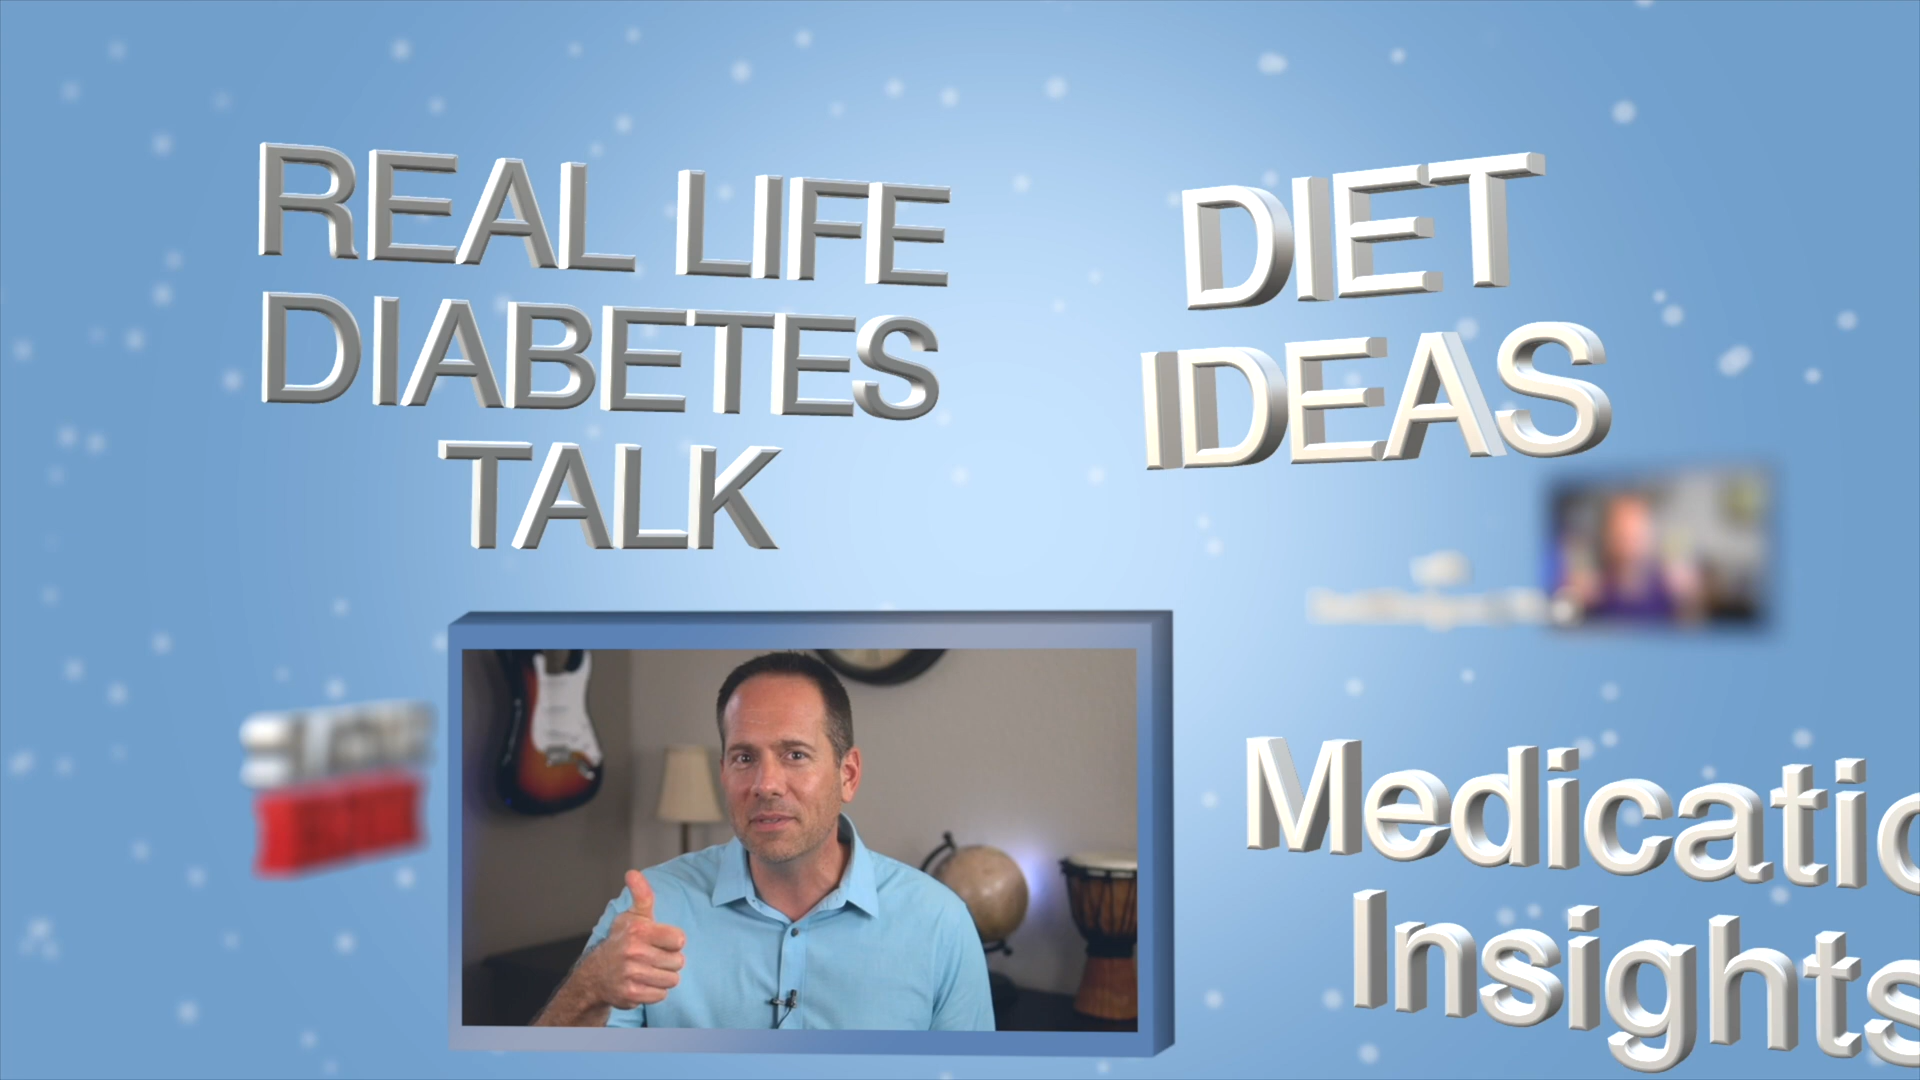 REAL LIFE
DIABETES
TALK
DIET
IDEAS
Medicatio
Insights